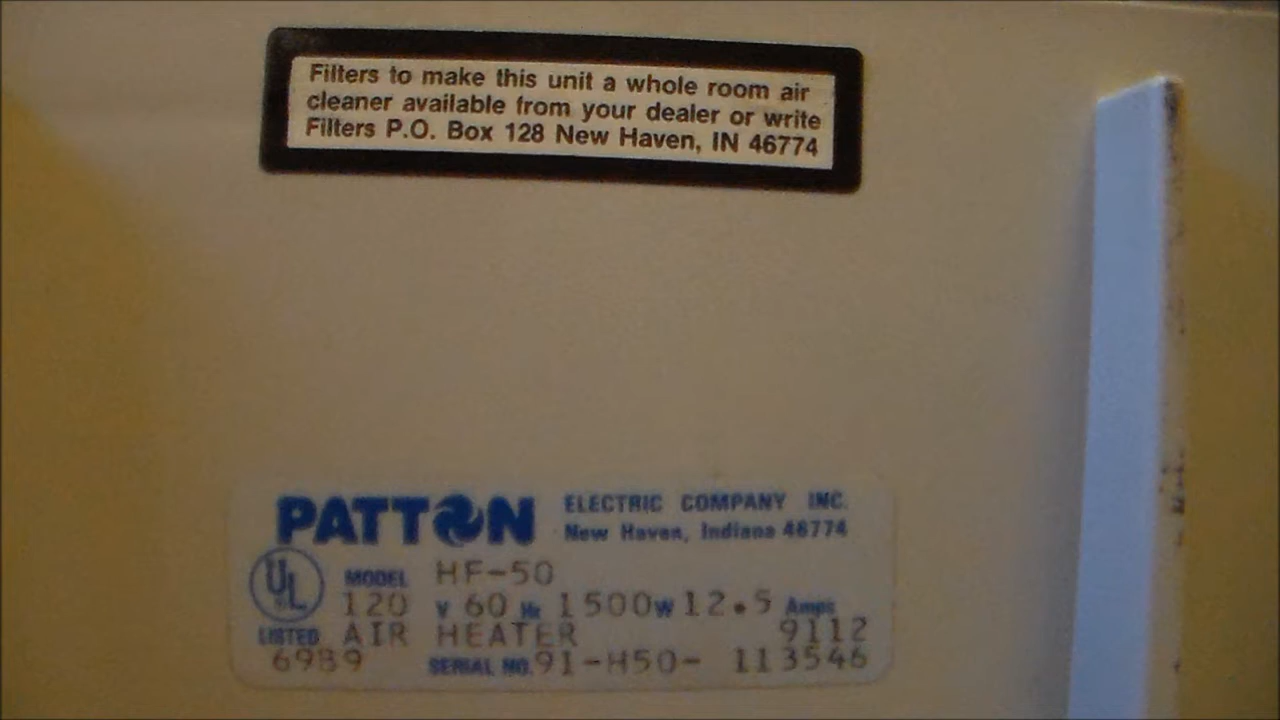 Filters to make this unit a whole room air
cleaner available from your dealer or write
Filters P.O. Box 128 New Haven, IN 46774
PATTON ELECTRIC COMPANY INC.
New Haven, Indiana 46774
UL MODEL HF-50
120 V 60 Hz 1500W 12.5 Amps
LISTED AIR HEATER 9112
69B9 SERIAL NO. 91-H50- 113546